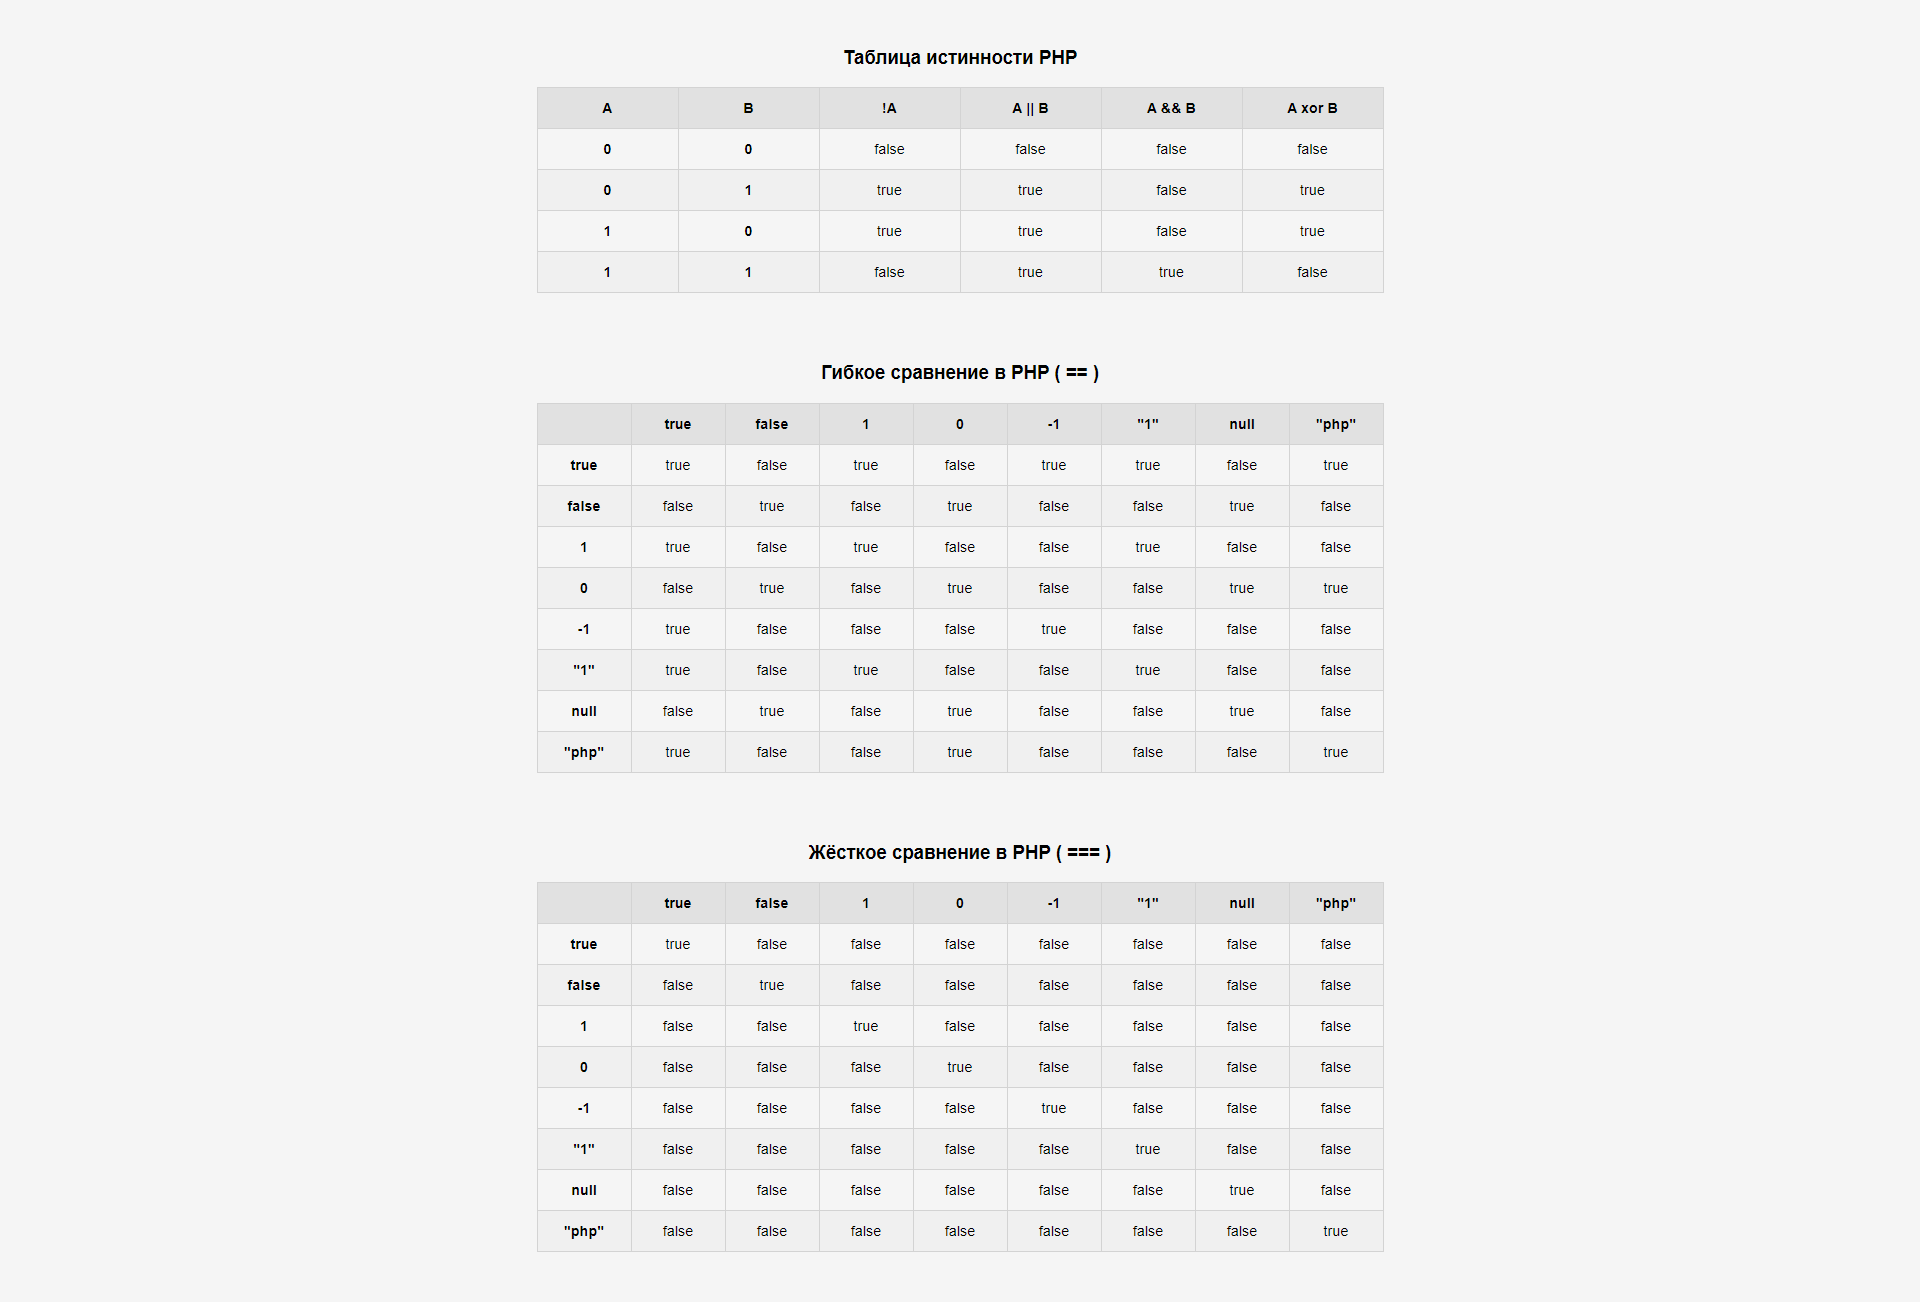 Таблица истинности PHP
A B !A A || B A && B A xor B
0 0 false false false false
0 1 true true false true
1 0 true true false true
1 1 false true true false
Гибкое сравнение в PHP ( == )
true false 1 0 -1 "1" null "php"
true true false true false true true false true
false false true false true false false true false
1 true false true false false true false false
0 false true false true false false true true
-1 true false false false true false false false
"1" true false true false false true false false
null false true false true false false true false
"php" true false false true false false false true
Жёсткое сравнение в PHP ( === )
true false 1 0 -1 "1" null "php"
true true false false false false false false false
false false true false false false false false false
1 false false true false false false false false
0 false false false true false false false false
-1 false false false false true false false false
"1" false false false false false true false false
null false false false false false false true false
"php" false false false false false false false true